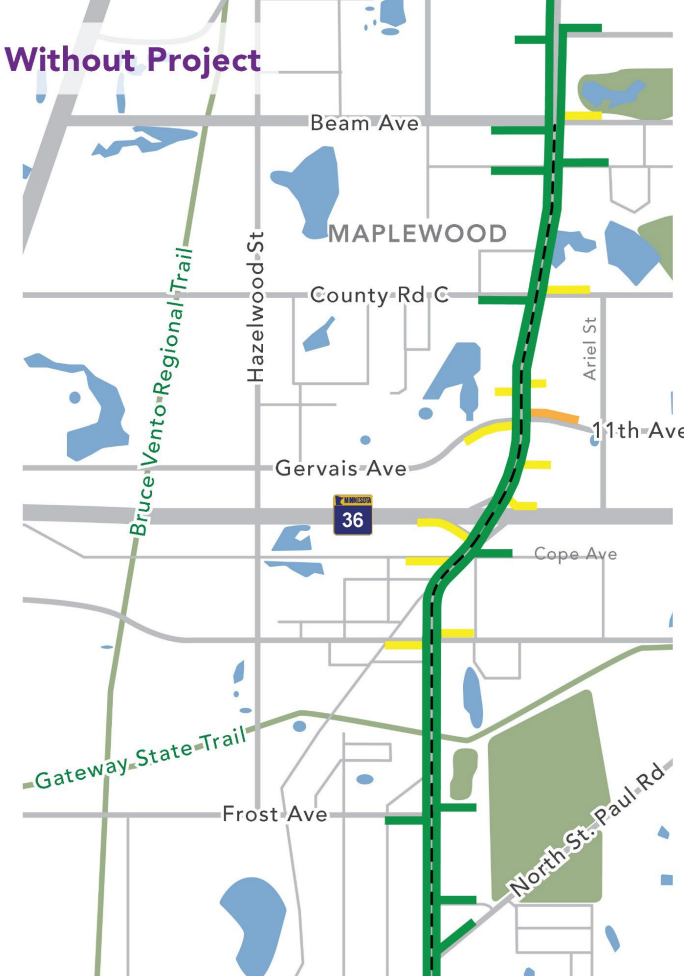 Without Project
Beam Ave
MAPLEWOOD
Hazelwood St
Bruce Vento Regional Trail
County Rd C
Ariel St
11th Ave
Gervais Ave
MINNESOTA
36
Cope Ave
Gateway State Trail
Frost Ave
North St. Paul Rd